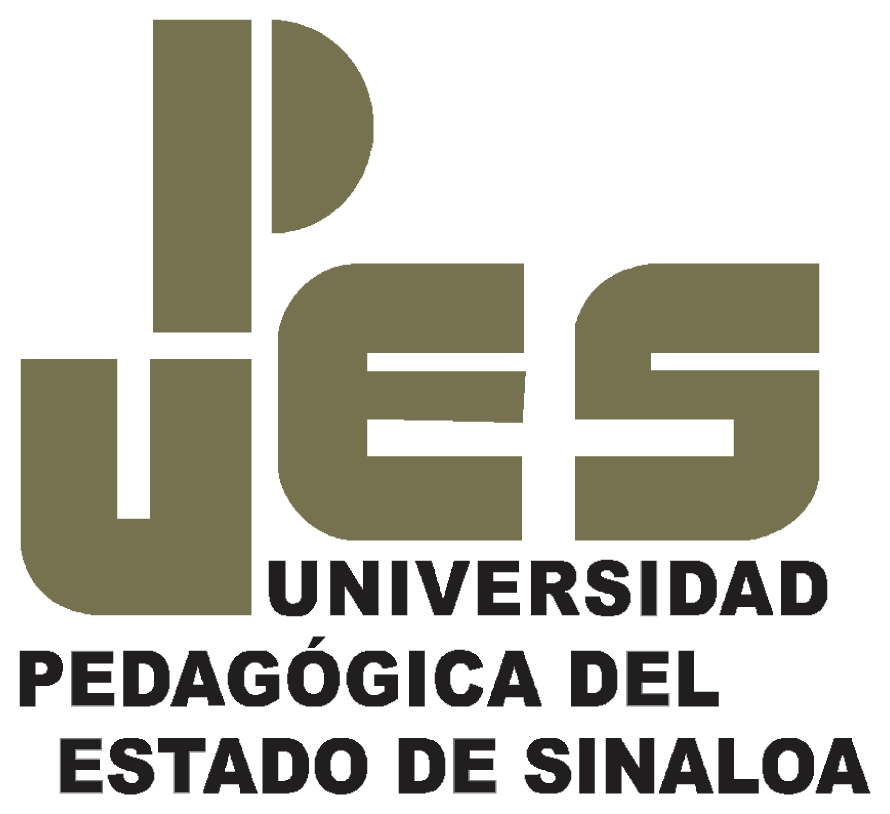 UPES
UNIVERSIDAD
PEDAGÓGICA DEL
ESTADO DE SINALOA